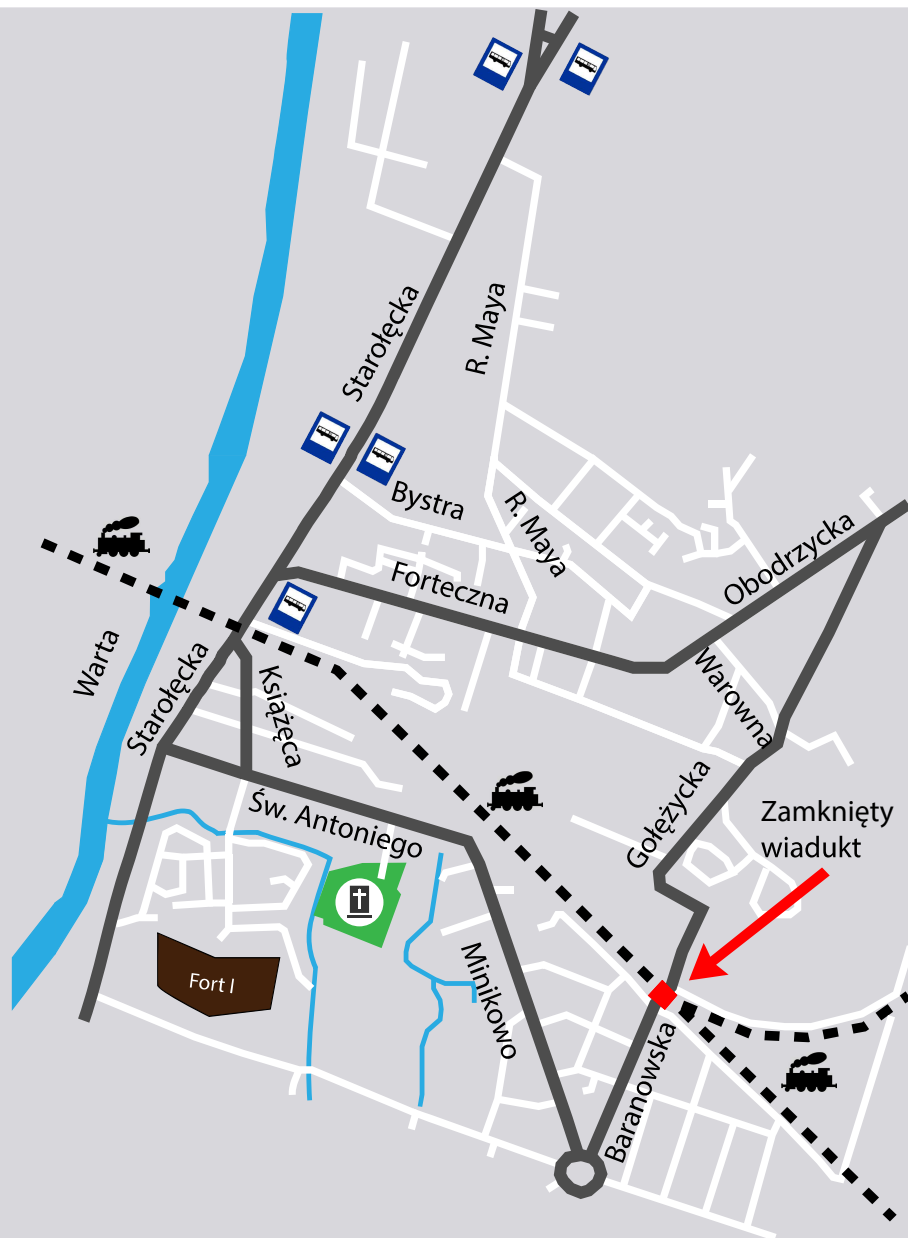 Starołęcka
R. Maya
Bystra
R. Maya
Obodrzycka
Forteczna
Warta
Starołęcka
Książęca
Warowna
Św. Antoniego
Gołężycka
Zamknięty
wiadukt
Fort I
Minikowo
Baranowska